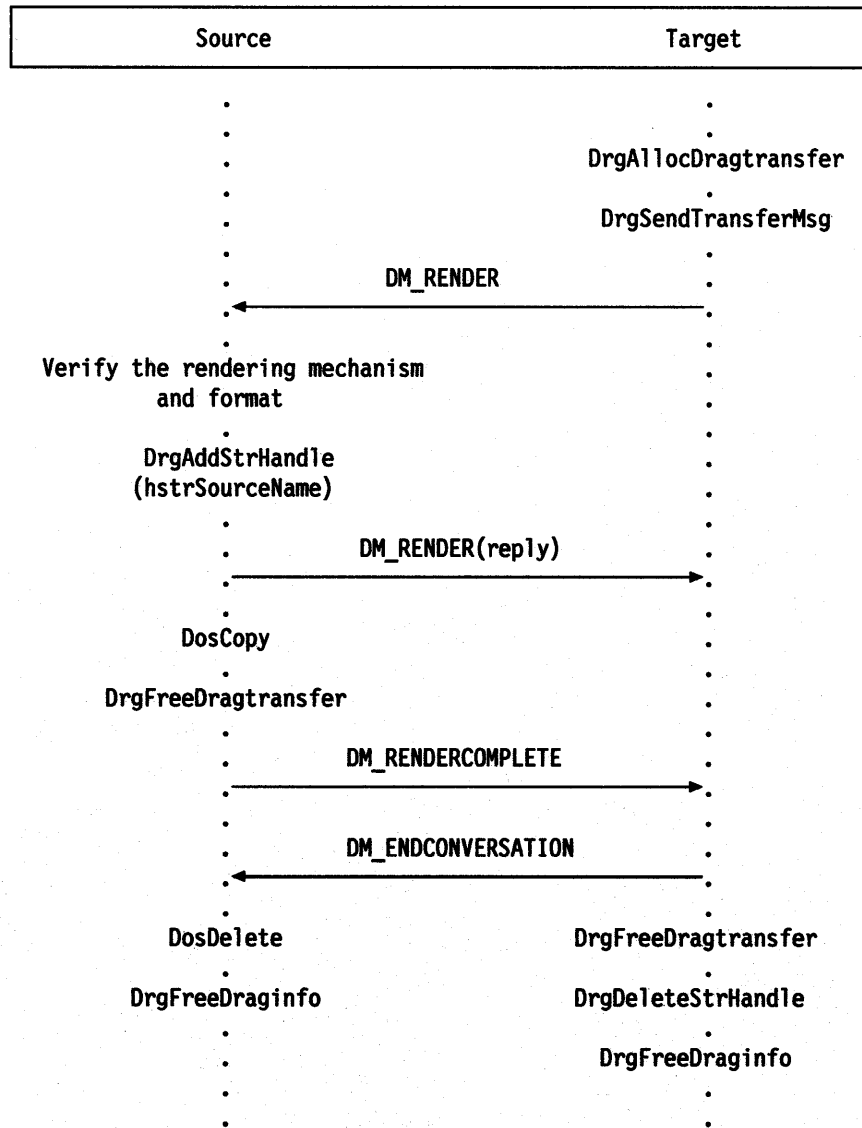 Source Target
DrgAllocDragtransfer
DrgSendTransferMsg
DM_RENDER
Verify the rendering mechanism
and format
DrgAddStrHandle
(hstrSourceName)
DM_RENDER(reply)
DosCopy
DrgFreeDragtransfer
DM_RENDERCOMPLETE
DM_ENDCONVERSATION
DosDelete DrgFreeDragtransfer
DrgFreeDraginfo DrgDeleteStrHandle
DrgFreeDraginfo